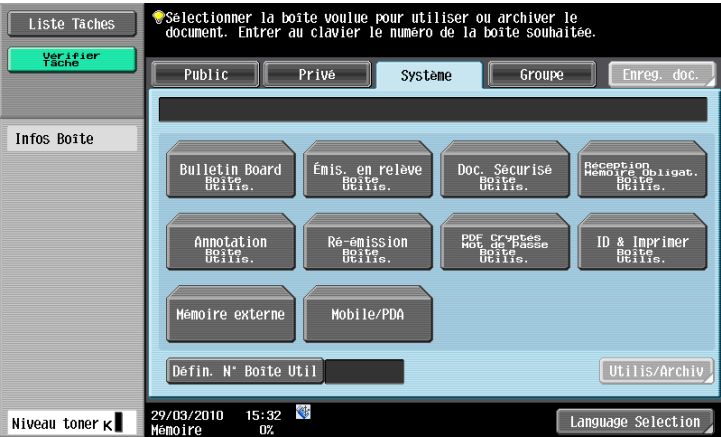 Liste Tâches
Sélectionner la boîte voulue pour utiliser ou archiver le
document. Entrer au clavier le numéro de la boîte souhaitée.
Vérifier
Tâche
Public
Privé
Système
Groupe
Enreg. doc.
Infos Boîte
Bulletin Board
Boîte
Utilis.
Émis. en relève
Boîte
Utilis.
Doc. Sécurisé
Boîte
Utilis.
Réception
Mémoire Obligat.
Boîte
Utilis.
Annotation
Boîte
Utilis.
Ré-émission
Boîte
Utilis.
PDF Cryptés
Mot de Passe
Boîte
Utilis.
ID & Imprimer
Boîte
Utilis.
Mémoire externe
Mobile/PDA
Défin. N° Boîte Util
Utilis/Archiv
Niveau toner K
29/03/2010 15:32
Mémoire 0%
Language Selection